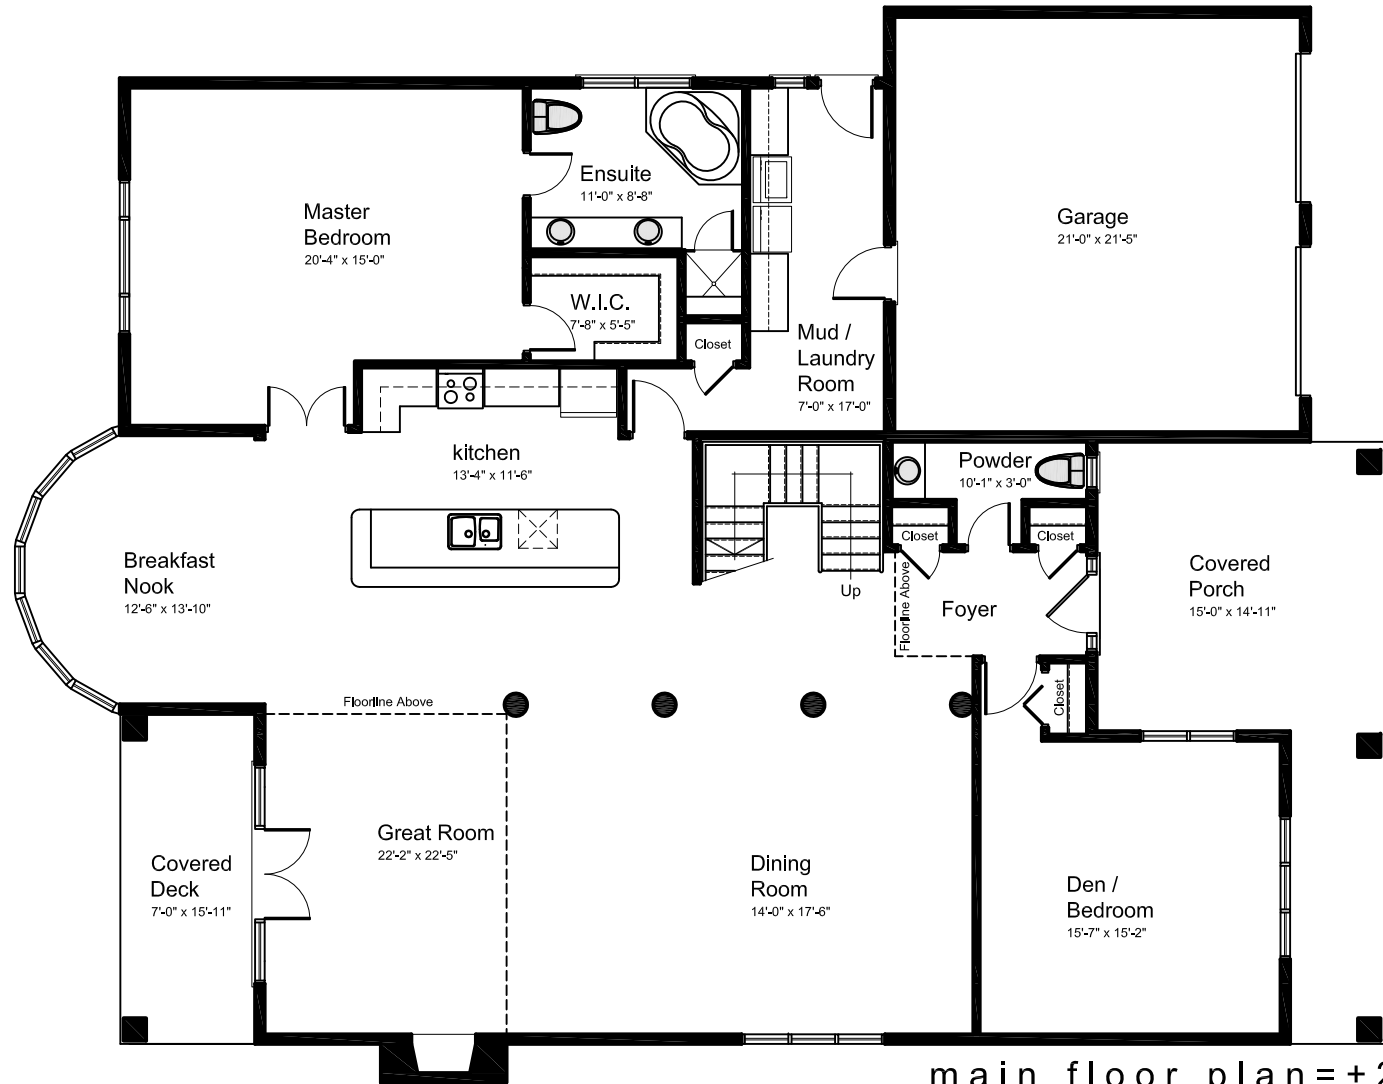 Master
Bedroom
20'-4" x 15'-0"
Ensuite
11'-0" x 8'-8"
W.I.C.
7'-8" x 5'-5"
Closet
Mud /
Laundry
Room
7'-0" x 17'-0"
Garage
21'-0" x 21'-5"
kitchen
13'-4" x 11'-6"
Powder
10'-1" x 3'-0"
Closet
Closet
Breakfast
Nook
12'-6" x 13'-10"
Up
Floorline Above
Foyer
Covered
Porch
15'-0" x 14'-11"
Closet
Floorline Above
Great Room
22'-2" x 22'-5"
Covered
Deck
7'-0" x 15'-11"
Dining
Room
14'-0" x 17'-6"
Den /
Bedroom
15'-7" x 15'-2"
main floor plan=+2